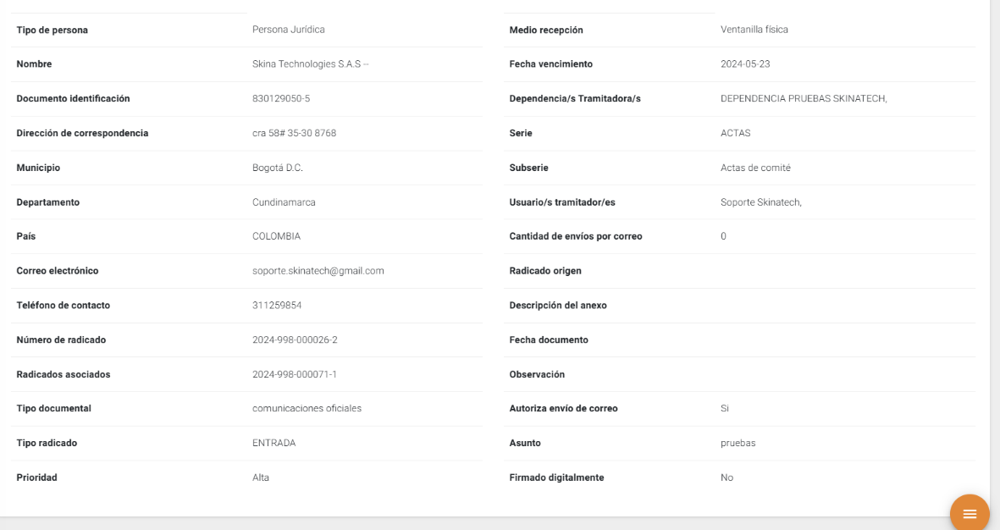 Tipo de persona Persona Jurídica
Nombre Skina Technologies S.A.S --
Documento identificación 830129050-5
Dirección de correspondencia cra 58# 35-30 8768
Municipio Bogotá D.C.
Departamento Cundinamarca
País COLOMBIA
Correo electrónico soporte.skinatech@gmail.com
Teléfono de contacto 311259854
Número de radicado 2024-998-000026-2
Radicados asociados 2024-998-000071-1
Tipo documental comunicaciones oficiales
Tipo radicado ENTRADA
Prioridad Alta
Medio recepción Ventanilla física
Fecha vencimiento 2024-05-23
Dependencia/s Tramitadora/s DEPENDENCIA PRUEBAS SKINATECH,
Serie ACTAS
Subserie Actas de comité
Usuario/s tramitador/es Soporte Skinatech,
Cantidad de envíos por correo 0
Radicado origen
Descripción del anexo
Fecha documento
Observación
Autoriza envío de correo Si
Asunto pruebas
Firmado digitalmente No